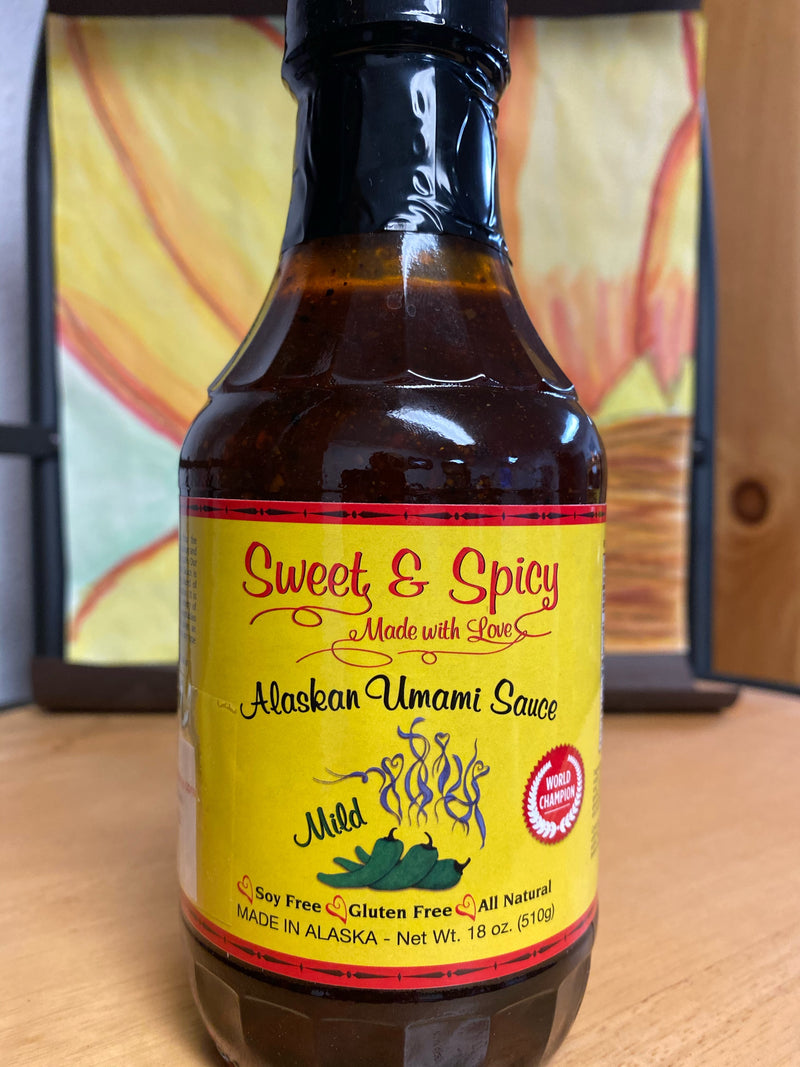 Sweet & Spicy
Made with Love
Alaskan Umami Sauce
Mild
WORLD
CHAMPION
Soy Free Gluten Free All Natural
MADE IN ALASKA - Net Wt. 18 oz. (510g)